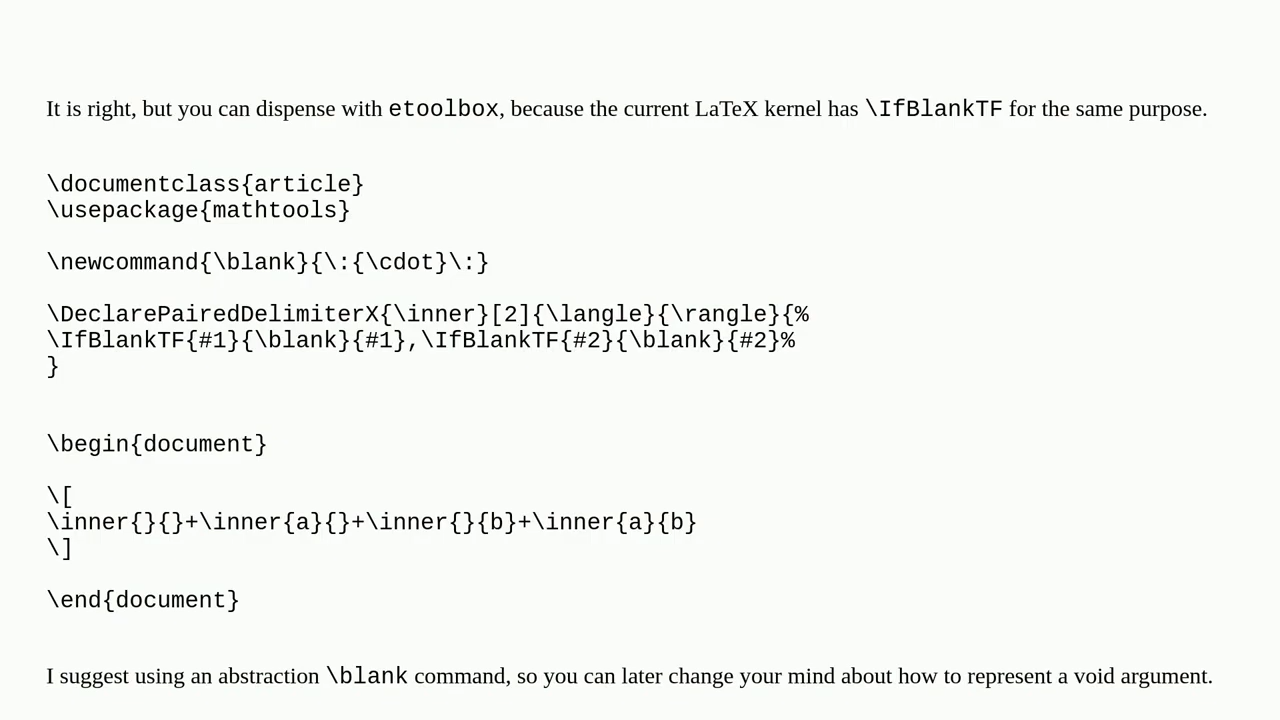 It is right, but you can dispense with etoolbox, because the current LaTeX kernel has \IfBlankTF for the same purpose.
\documentclass{article}
\usepackage{mathtools}
\newcommand{\blank}{\:{\cdot}\:}
\DeclarePairedDelimiterX{\inner}[2]{\langle}{\rangle}{%
\IfBlankTF{#1}{\blank}{#1},\IfBlankTF{#2}{\blank}{#2}%
}
\begin{document}
\[
\inner{}{}+\inner{a}{}+\inner{}{b}+\inner{a}{b}
\]
\end{document}
I suggest using an abstraction \blank command, so you can later change your mind about how to represent a void argument.